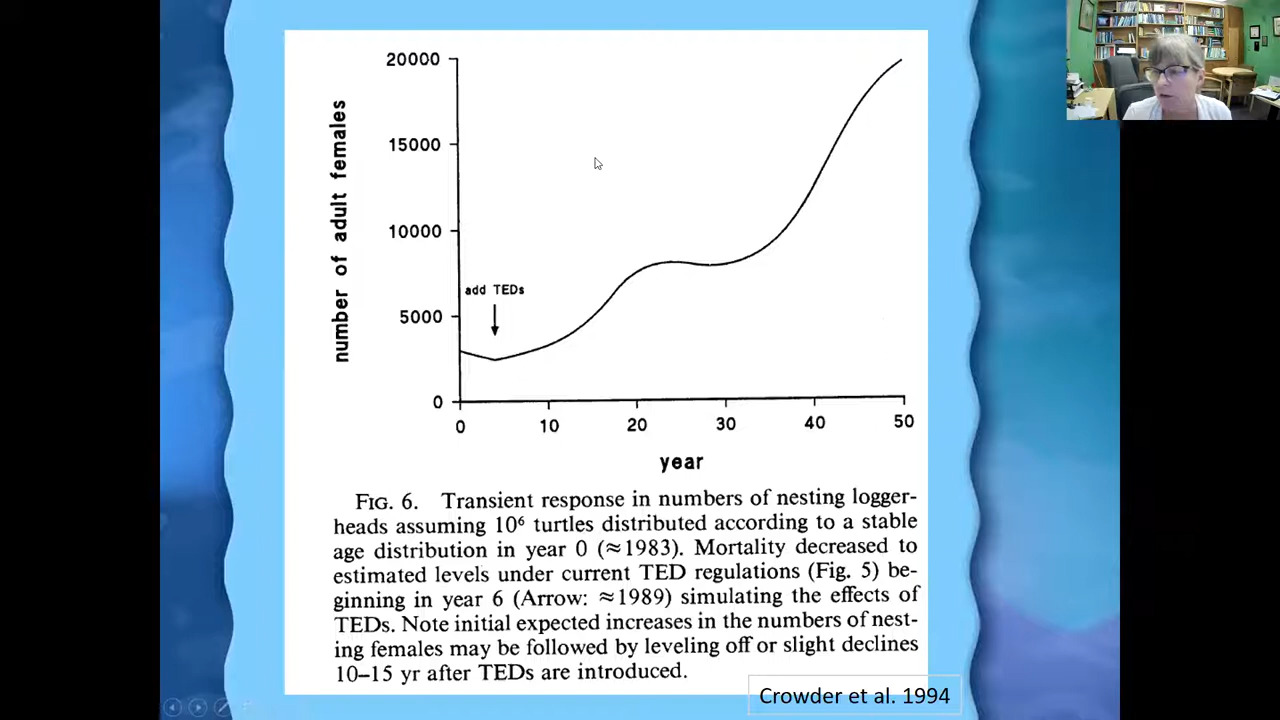 20000
15000
10000
5000
0
number of adult females
add TEDs
0 10 20 30 40 50
year
FIG. 6. Transient response in numbers of nesting logger-
heads assuming 10⁶ turtles distributed according to a stable
age distribution in year 0 (≈1983). Mortality decreased to
estimated levels under current TED regulations (Fig. 5) be-
ginning in year 6 (Arrow: ≈1989) simulating the effects of
TEDs. Note initial expected increases in the numbers of nest-
ing females may be followed by leveling off or slight declines
10–15 yr after TEDs are introduced.
Crowder et al. 1994